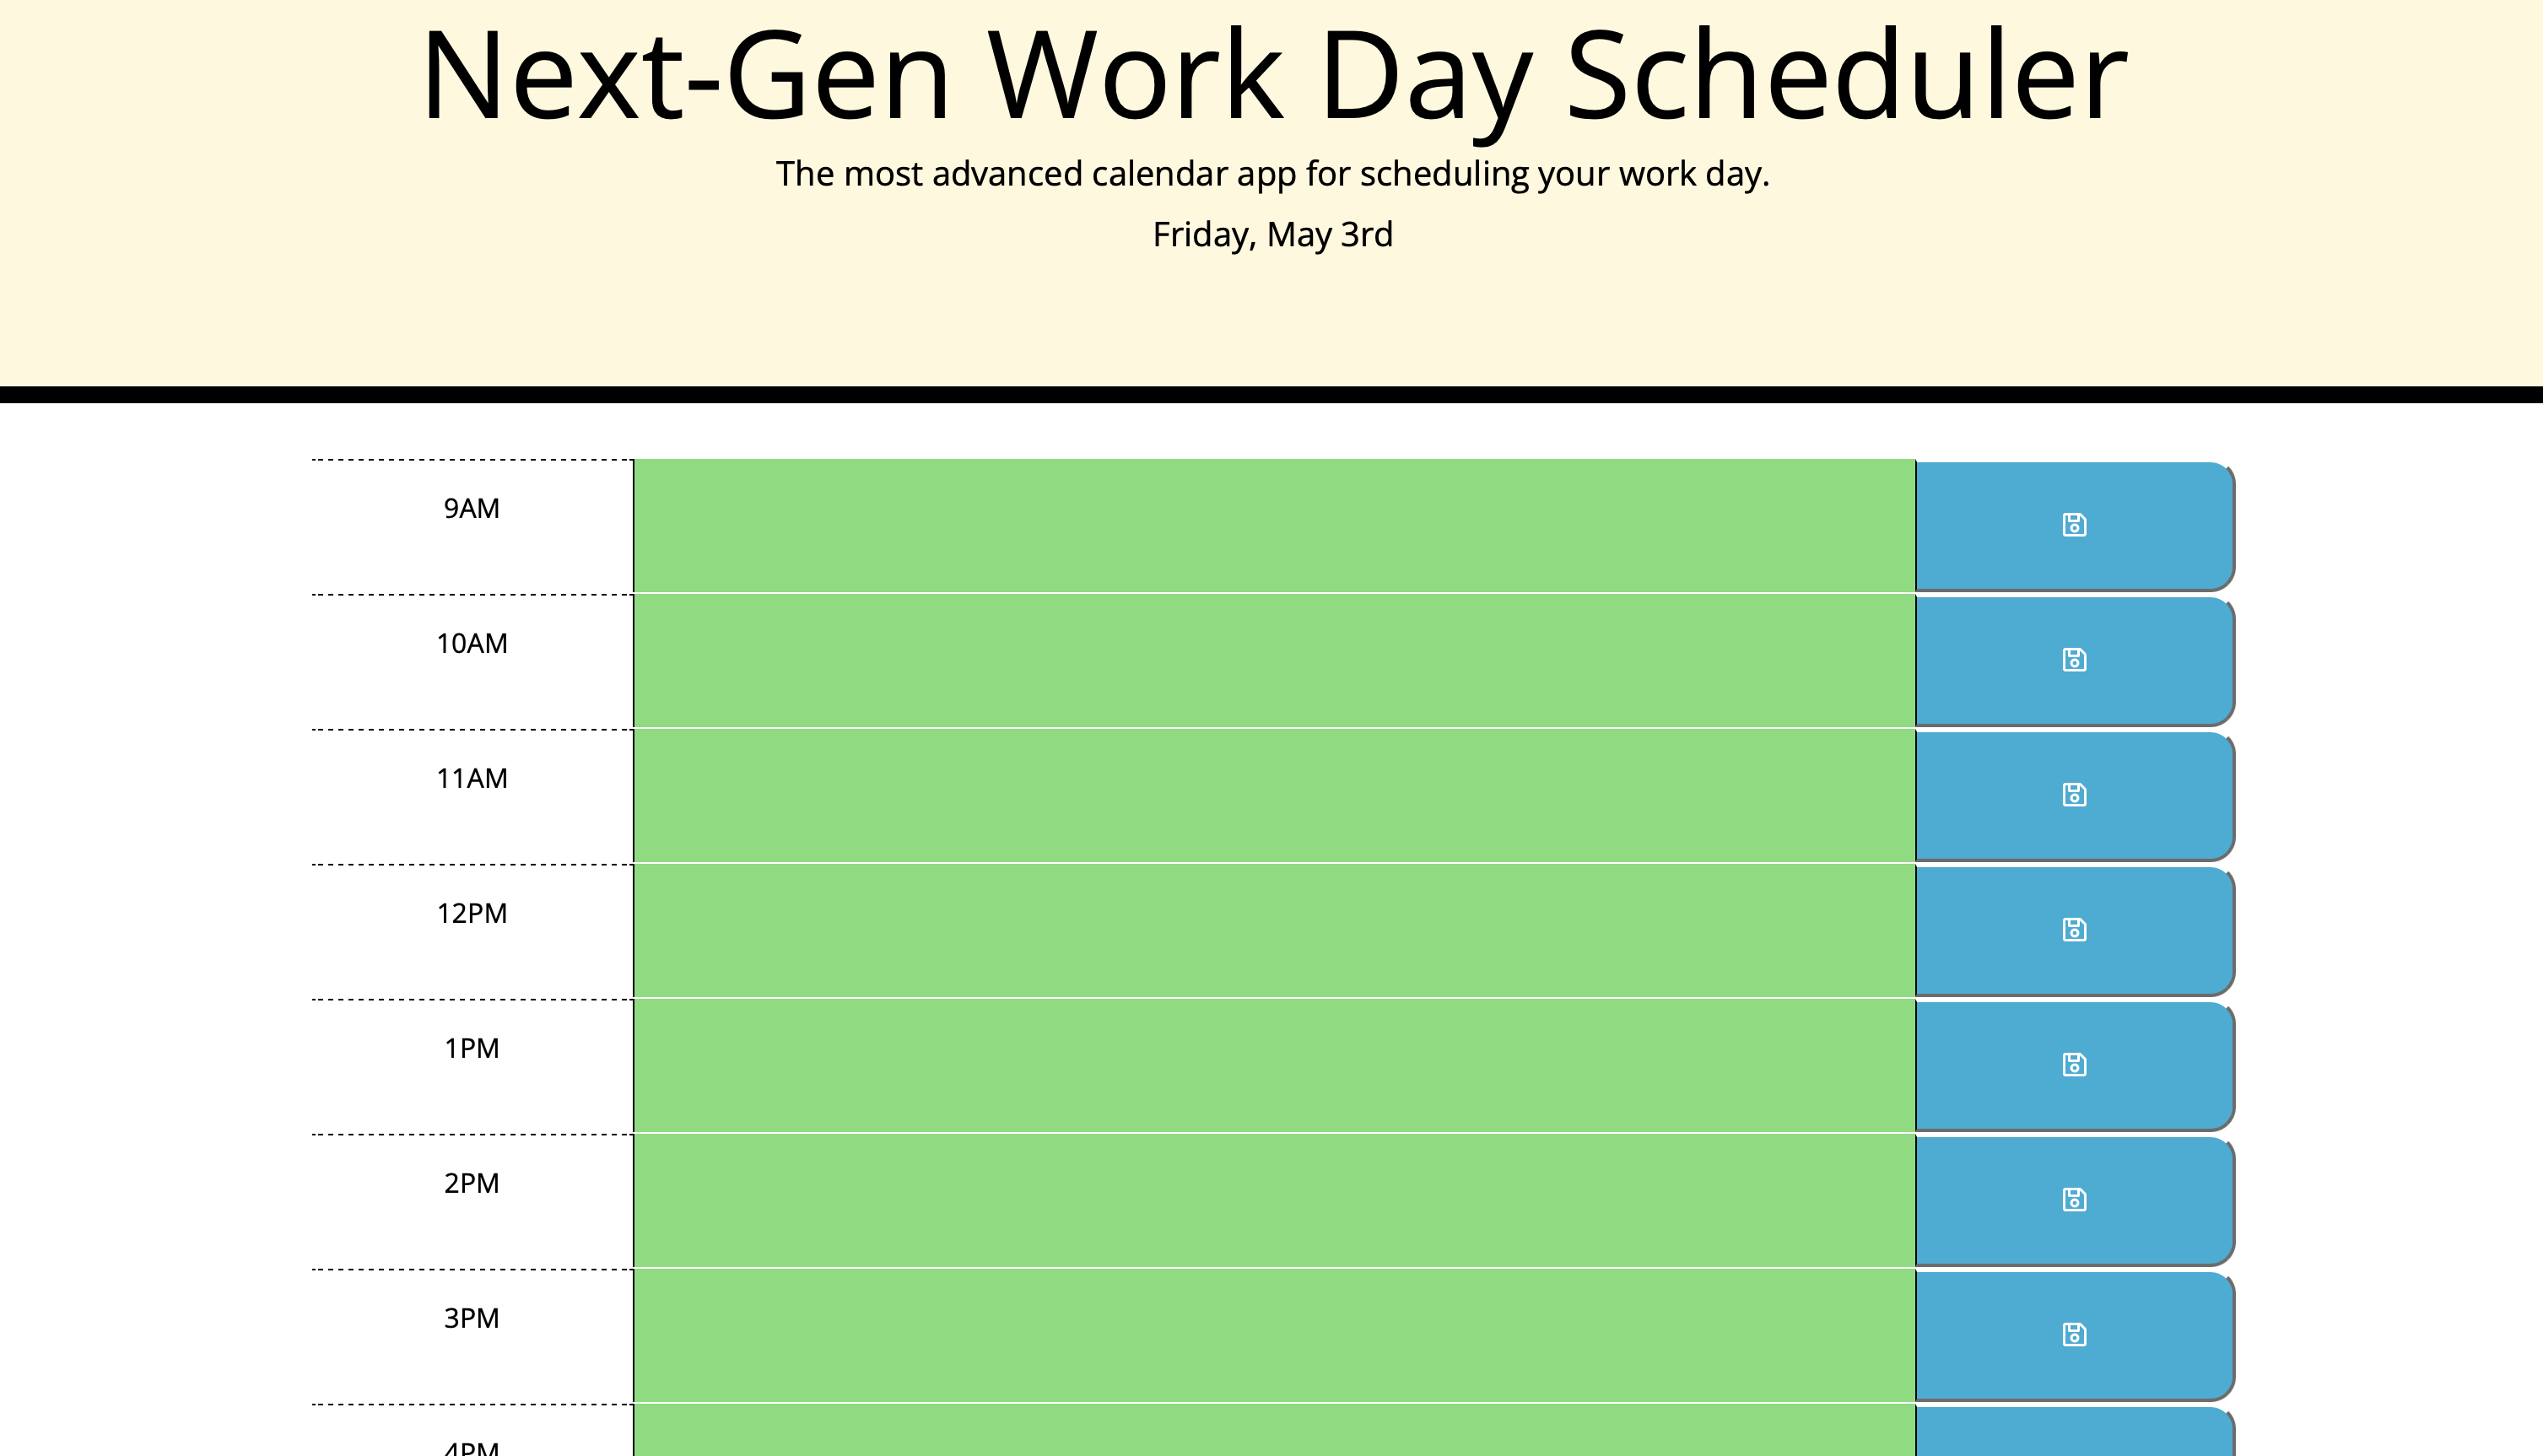 Next-Gen Work Day Scheduler
The most advanced calendar app for scheduling your work day.
Friday, May 3rd
9AM
10AM
11AM
12PM
1PM
2PM
3PM
4PM